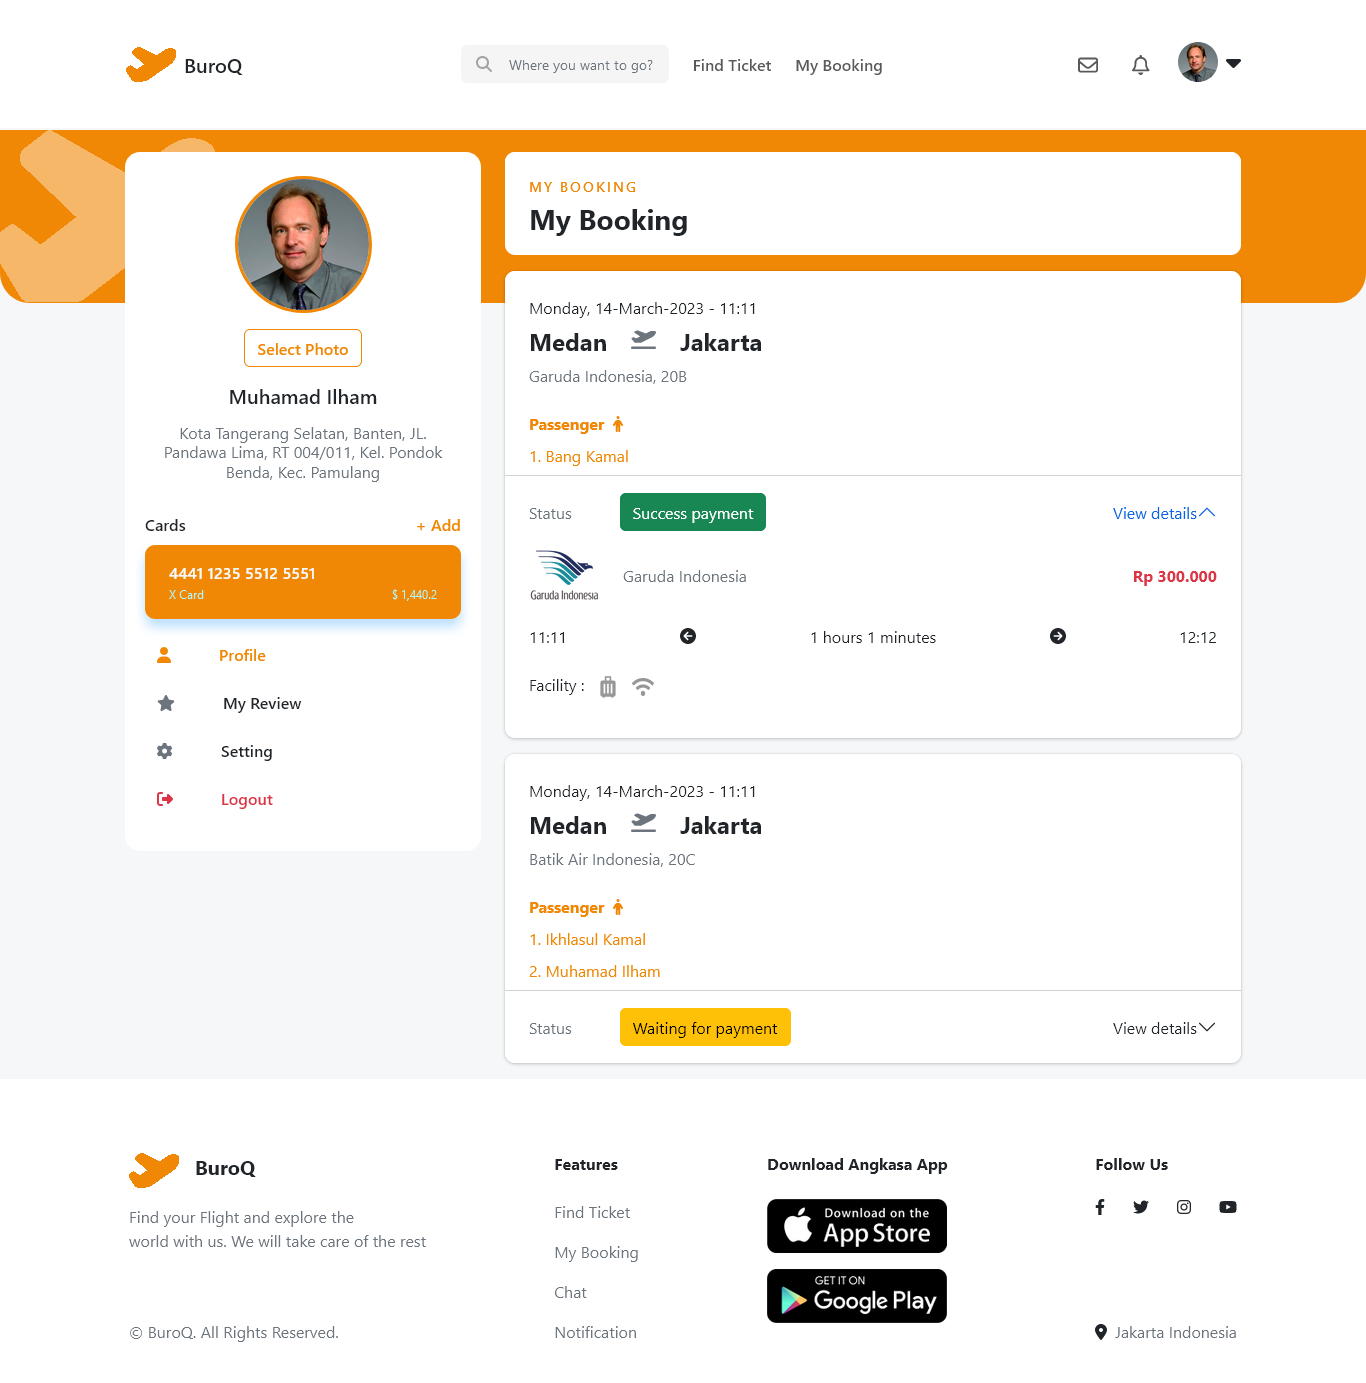 BuroQ
Where you want to go?
Find Ticket
My Booking
Select Photo
Muhamad Ilham
Kota Tangerang Selatan, Banten, JL.
Pandawa Lima, RT 004/011, Kel. Pondok
Benda, Kec. Pamulang
Cards
+ Add
4441 1235 5512 5551
X Card
$ 1,440.2
Profile
My Review
Setting
Logout
MY BOOKING
My Booking
Monday, 14-March-2023 - 11:11
Medan
Jakarta
Garuda Indonesia, 20B
Passenger
1. Bang Kamal
Status
Success payment
View details
Garuda Indonesia
Garuda Indonesia
Rp 300.000
11:11
1 hours 1 minutes
12:12
Facility :
Monday, 14-March-2023 - 11:11
Medan
Jakarta
Batik Air Indonesia, 20C
Passenger
1. Ikhlasul Kamal
2. Muhamad Ilham
Status
Waiting for payment
View details
BuroQ
Find your Flight and explore the
world with us. We will take care of the rest
© BuroQ. All Rights Reserved.
Features
Find Ticket
My Booking
Chat
Notification
Download Angkasa App
Download on the
App Store
GET IT ON
Google Play
Follow Us
Jakarta Indonesia